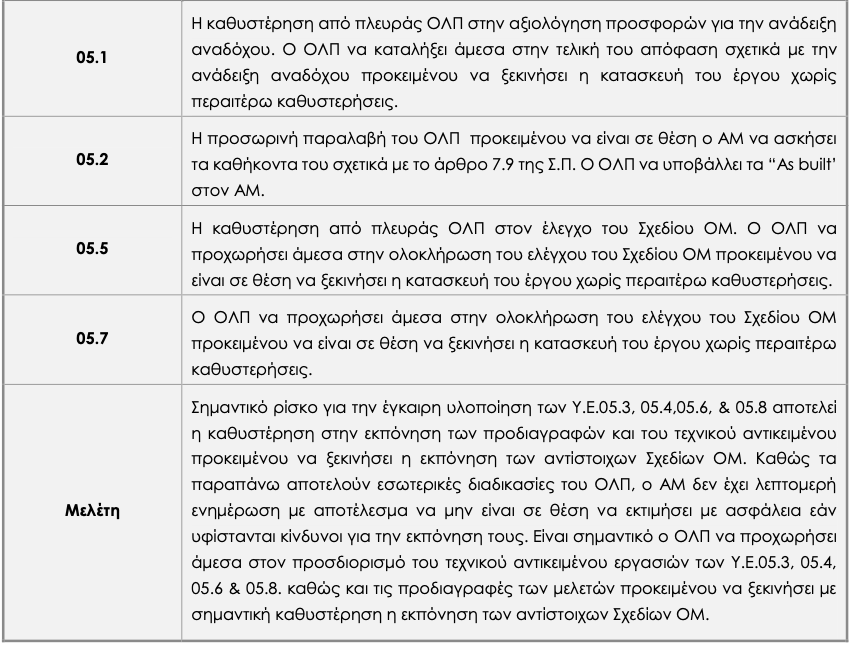 05.1
Η καθυστέρηση από πλευράς ΟΛΠ στην αξιολόγηση προσφορών για την ανάδειξη
αναδόχου. Ο ΟΛΠ να καταλήξει άμεσα στην τελική του απόφαση σχετικά με την
ανάδειξη αναδόχου προκειμένου να ξεκινήσει η κατασκευή του έργου χωρίς
περαιτέρω καθυστερήσεις.
05.2
Η προσωρινή παραλαβή του ΟΛΠ προκειμένου να είναι σε θέση ο ΑΜ να ασκήσει
τα καθήκοντα του σχετικά με το άρθρο 7.9 της Σ.Π. Ο ΟΛΠ να υποβάλλει τα “As built’
στον ΑΜ.
05.5
Η καθυστέρηση από πλευράς ΟΛΠ στον έλεγχο του Σχεδίου ΟΜ. Ο ΟΛΠ να
προχωρήσει άμεσα στην ολοκλήρωση του ελέγχου του Σχεδίου ΟΜ προκειμένου να
είναι σε θέση να ξεκινήσει η κατασκευή του έργου χωρίς περαιτέρω καθυστερήσεις.
05.7
Ο ΟΛΠ να προχωρήσει άμεσα στην ολοκλήρωση του ελέγχου του Σχεδίου ΟΜ
προκειμένου να είναι σε θέση να ξεκινήσει η κατασκευή του έργου χωρίς περαιτέρω
καθυστερήσεις.
Μελέτη
Σημαντικό ρίσκο για την έγκαιρη υλοποίηση των Υ.Ε.05.3, 05.4,05.6, & 05.8 αποτελεί
η καθυστέρηση στην εκπόνηση των προδιαγραφών και του τεχνικού αντικειμένου
προκειμένου να ξεκινήσει η εκπόνηση των αντίστοιχων Σχεδίων ΟΜ. Καθώς τα
παραπάνω αποτελούν εσωτερικές διαδικασίες του ΟΛΠ, ο ΑΜ δεν έχει λεπτομερή
ενημέρωση με αποτέλεσμα να μην είναι σε θέση να εκτιμήσει με ασφάλεια εάν
υφίστανται κίνδυνοι για την εκπόνηση τους. Είναι σημαντικό ο ΟΛΠ να προχωρήσει
άμεσα στον προσδιορισμό του τεχνικού αντικειμένου εργασιών των Υ.Ε.05.3, 05.4,
05.6 & 05.8. καθώς και τις προδιαγραφές των μελετών προκειμένου να ξεκινήσει με
σημαντική καθυστέρηση η εκπόνηση των αντίστοιχων Σχεδίων ΟΜ.